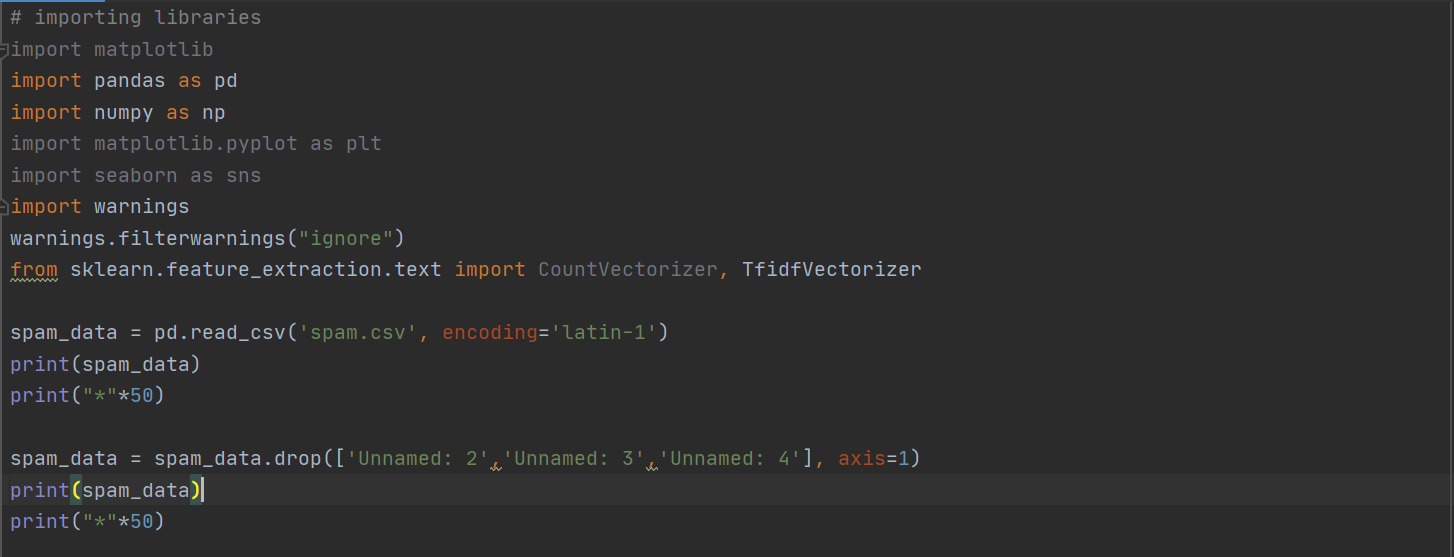 # importing libraries
import matplotlib
import pandas as pd
import numpy as np
import matplotlib.pyplot as plt
import seaborn as sns
import warnings
warnings.filterwarnings("ignore")
from sklearn.feature_extraction.text import CountVectorizer, TfidfVectorizer
spam_data = pd.read_csv('spam.csv', encoding='latin-1')
print(spam_data)
print("*"*50)
spam_data = spam_data.drop(['Unnamed: 2','Unnamed: 3','Unnamed: 4'], axis=1)
print(spam_data)
print("*"*50)